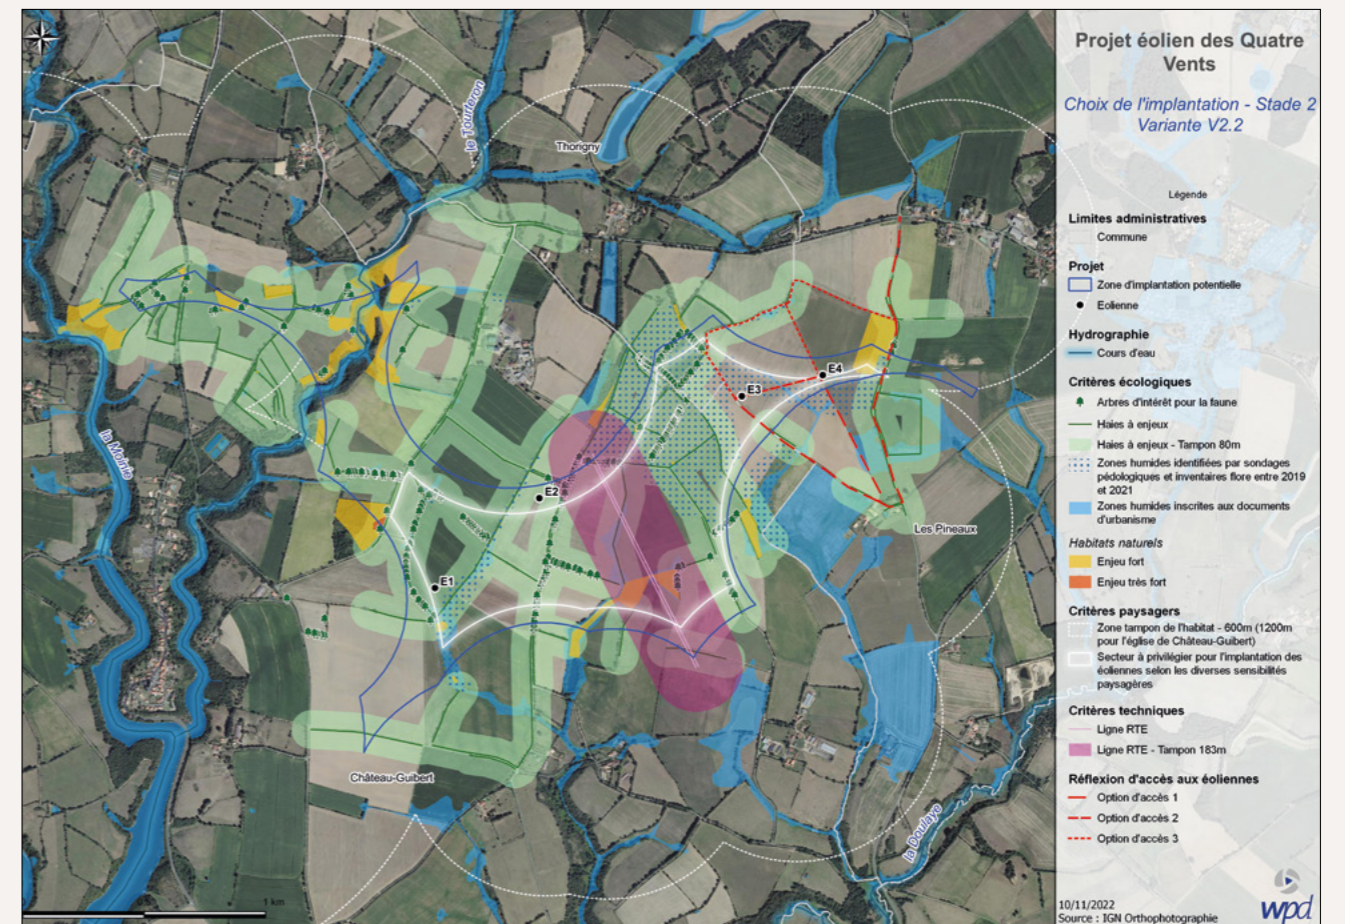 Projet éolien des Quatre
Vents
Choix de l'implantation - Stade 2
Variante V2.2
Légende
Limites administratives
Commune
Projet
Zone d'implantation potentielle
Eolienne
Hydrographie
Cours d'eau
Critères écologiques
Arbres d'intérêt pour la faune
Haies à enjeux
Haies à enjeux - Tampon 80m
Zones humides identifiées par sondages
pédologiques et inventaires flore entre 2019
et 2021
Zones humides inscrites aux documents
d'urbanisme
Habitats naturels
Enjeu fort
Enjeu très fort
Critères paysagers
Zone tampon de l'habitat - 600m (1200m
pour l'église de Château-Guibert)
Secteur à privilégier pour l'implantation des
éoliennes selon les diverses sensibilités
paysagères
Critères techniques
Ligne RTE
Ligne RTE - Tampon 183m
Réflexion d'accès aux éoliennes
Option d'accès 1
Option d'accès 2
Option d'accès 3
10/11/2022
Source : IGN Orthophotographie
wpd
le Tourteron
Thorigny
la Moinie
E4
E3
E2
E1
Les Pineaux
Château-Guibert
la Doulaye
1 km